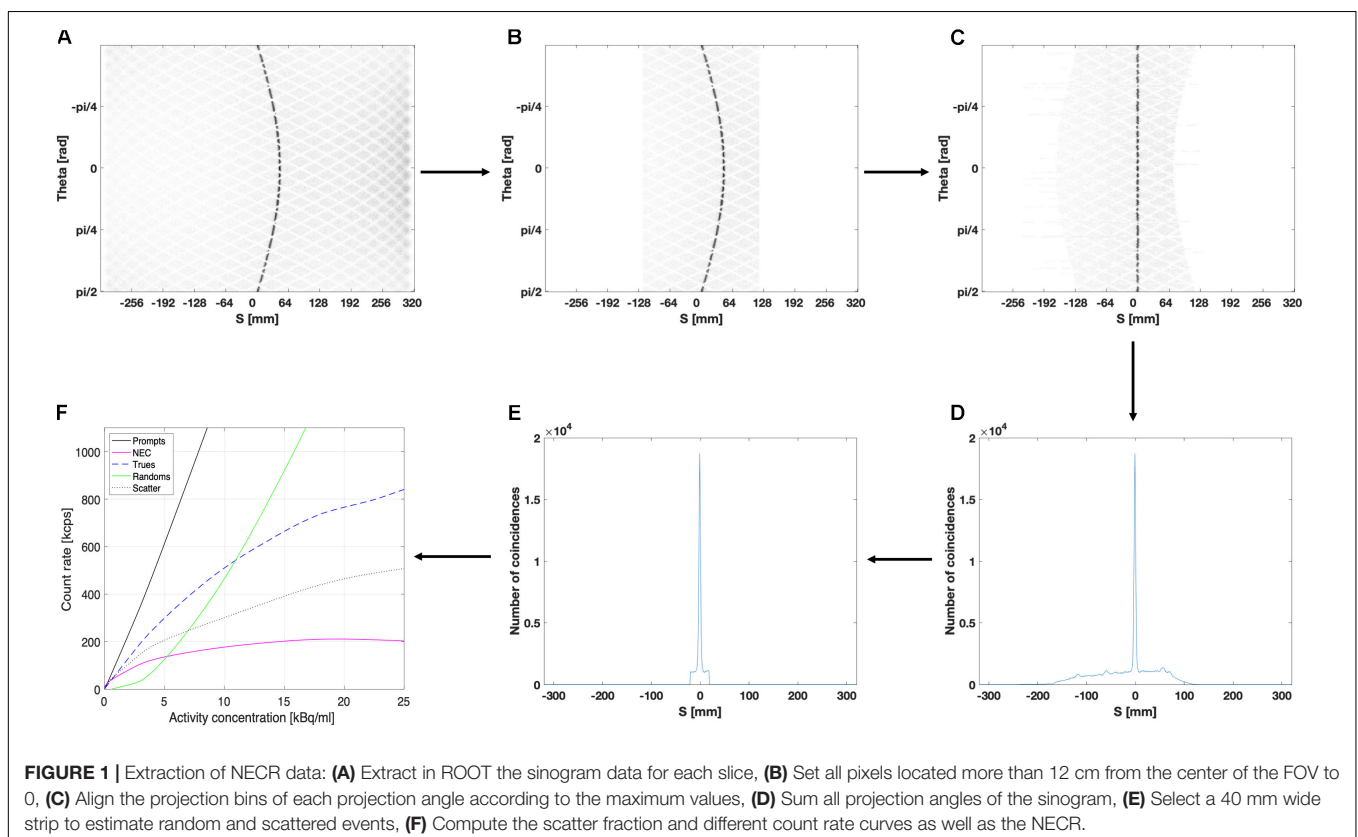 A
-pi/4
0
pi/4
pi/2
Theta [rad]
-256 -192 -128 -64 0 64 128 192 256 320
S [mm]
B
-pi/4
0
pi/4
pi/2
Theta [rad]
-256 -192 -128 -64 0 64 128 192 256 320
S [mm]
C
-pi/4
0
pi/4
pi/2
Theta [rad]
-256 -192 -128 -64 0 64 128 192 256 320
S [mm]
F
Prompts
NEC
Trues
Randoms
Scatter
1000
800
600
400
200
0
Count rate [kcps]
0 5 10 15 20 25
Activity concentration [kBq/ml]
E
×10⁴
2
1.5
1
0.5
0
Number of coincidences
-300 -200 -100 0 100 200 300
S [mm]
D
×10⁴
2
1.5
1
0.5
0
Number of coincidences
-300 -200 -100 0 100 200 300
S [mm]
FIGURE 1 | Extraction of NECR data: (A) Extract in ROOT the sinogram data for each slice, (B) Set all pixels located more than 12 cm from the center of the FOV to
0, (C) Align the projection bins of each projection angle according to the maximum values, (D) Sum all projection angles of the sinogram, (E) Select a 40 mm wide
strip to estimate random and scattered events, (F) Compute the scatter fraction and different count rate curves as well as the NECR.